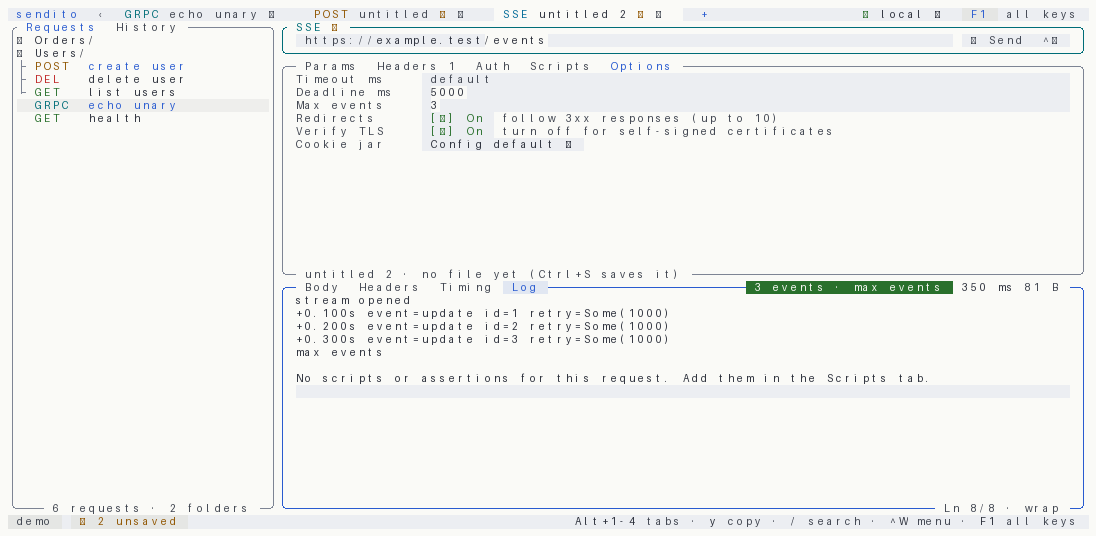 sendito ‹ GRPC echo unary POST untitled SSE untitled 2 + local F1 all keys
Requests History
Orders/
Users/
POST create user
DEL delete user
GET list users
GRPC echo unary
GET health
6 requests · 2 folders
SSE
https://example.test/events Send ^
Params Headers 1 Auth Scripts Options
Timeout ms default
Deadline ms 5000
Max events 3
Redirects [ ] On follow 3xx responses (up to 10)
Verify TLS [ ] On turn off for self-signed certificates
Cookie jar Config default
untitled 2 · no file yet (Ctrl+S saves it)
Body Headers Timing Log 3 events · max events 350 ms 81 B
stream opened
+0.100s event=update id=1 retry=Some(1000)
+0.200s event=update id=2 retry=Some(1000)
+0.300s event=update id=3 retry=Some(1000)
max events
No scripts or assertions for this request. Add them in the Scripts tab.
Ln 8/8 · wrap
demo 2 unsaved Alt+1-4 tabs · y copy · / search · ^W menu · F1 all keys